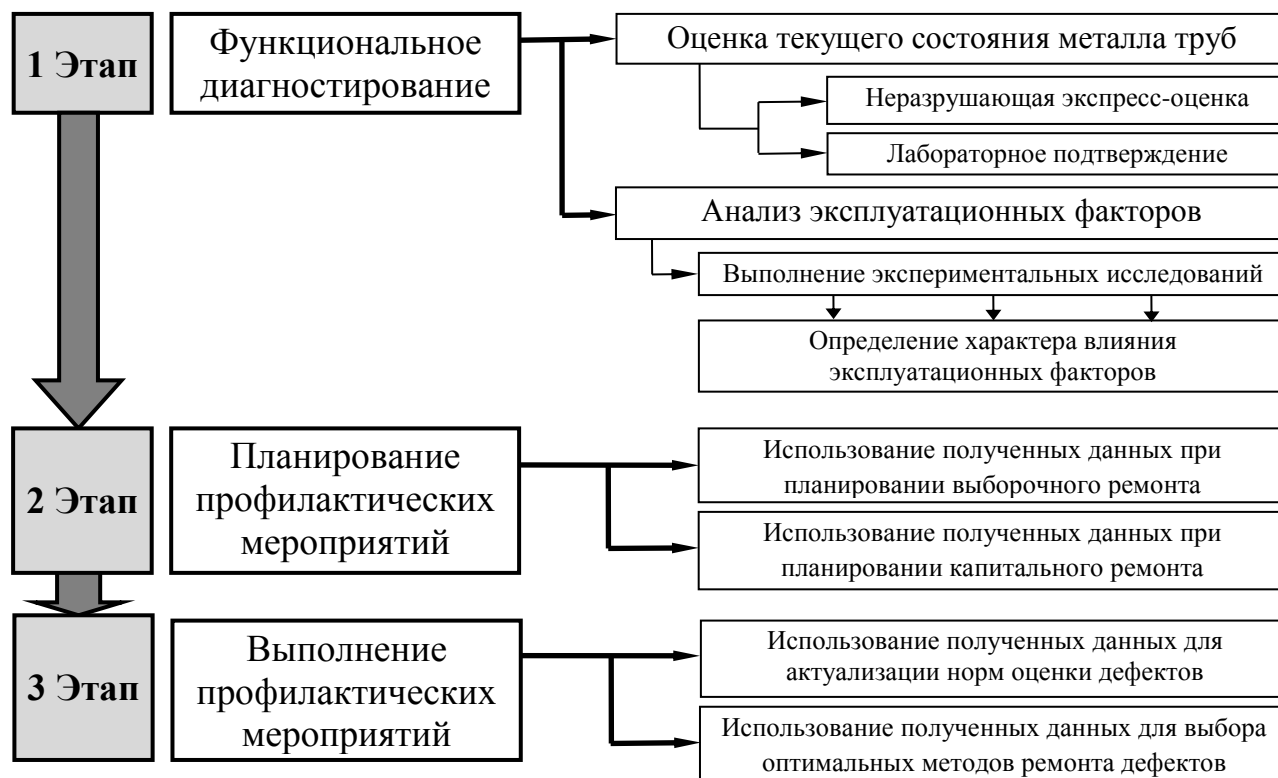 1 Этап
Функциональное
диагностирование
Оценка текущего состояния металла труб
Неразрушающая экспресс-оценка
Лабораторное подтверждение
Анализ эксплуатационных факторов
Выполнение экспериментальных исследований
Определение характера влияния
эксплуатационных факторов
2 Этап
Планирование
профилактических
мероприятий
Использование полученных данных при
планировании выборочного ремонта
Использование полученных данных при
планировании капитального ремонта
3 Этап
Выполнение
профилактических
мероприятий
Использование полученных данных для
актуализации норм оценки дефектов
Использование полученных данных для выбора
оптимальных методов ремонта дефектов